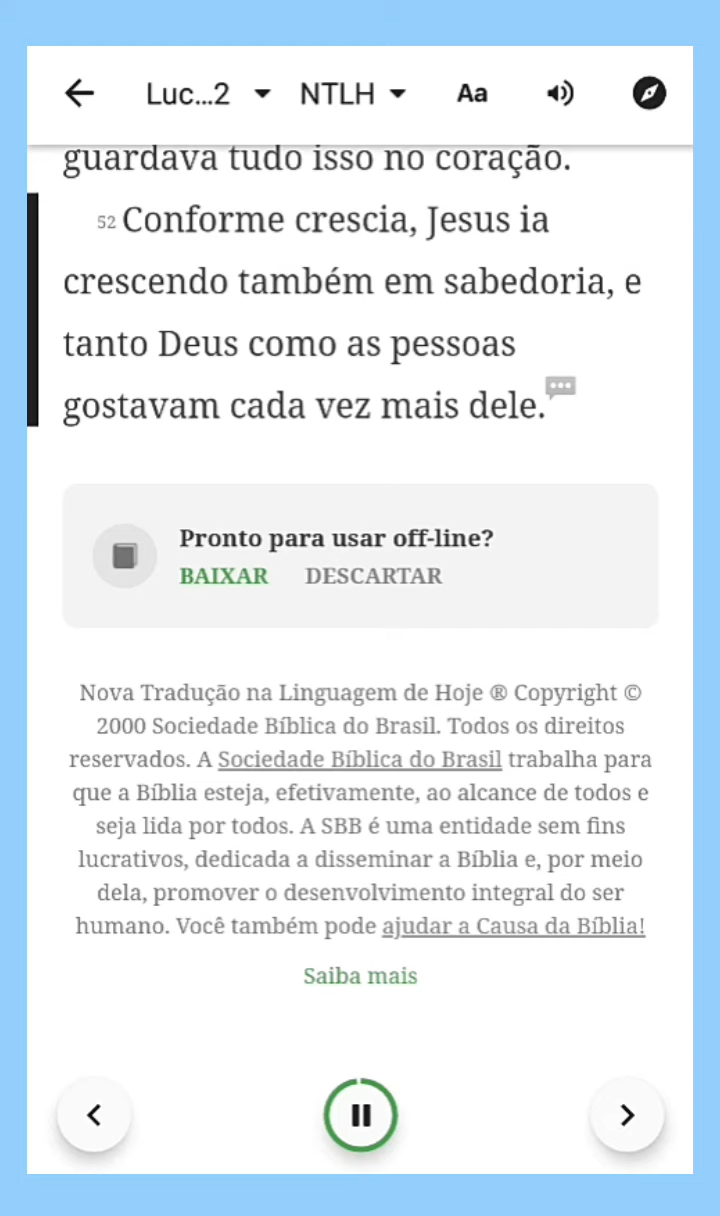 Luc...2 NTLH Aa
guardava tudo isso no coração.
52 Conforme crescia, Jesus ia
crescendo também em sabedoria, e
tanto Deus como as pessoas
gostavam cada vez mais dele.
Pronto para usar off-line?
BAIXAR DESCARTAR
Nova Tradução na Linguagem de Hoje ® Copyright ©
2000 Sociedade Bíblica do Brasil. Todos os direitos
reservados. A Sociedade Bíblica do Brasil trabalha para
que a Bíblia esteja, efetivamente, ao alcance de todos e
seja lida por todos. A SBB é uma entidade sem fins
lucrativos, dedicada a disseminar a Bíblia e, por meio
dela, promover o desenvolvimento integral do ser
humano. Você também pode ajudar a Causa da Bíblia!
Saiba mais